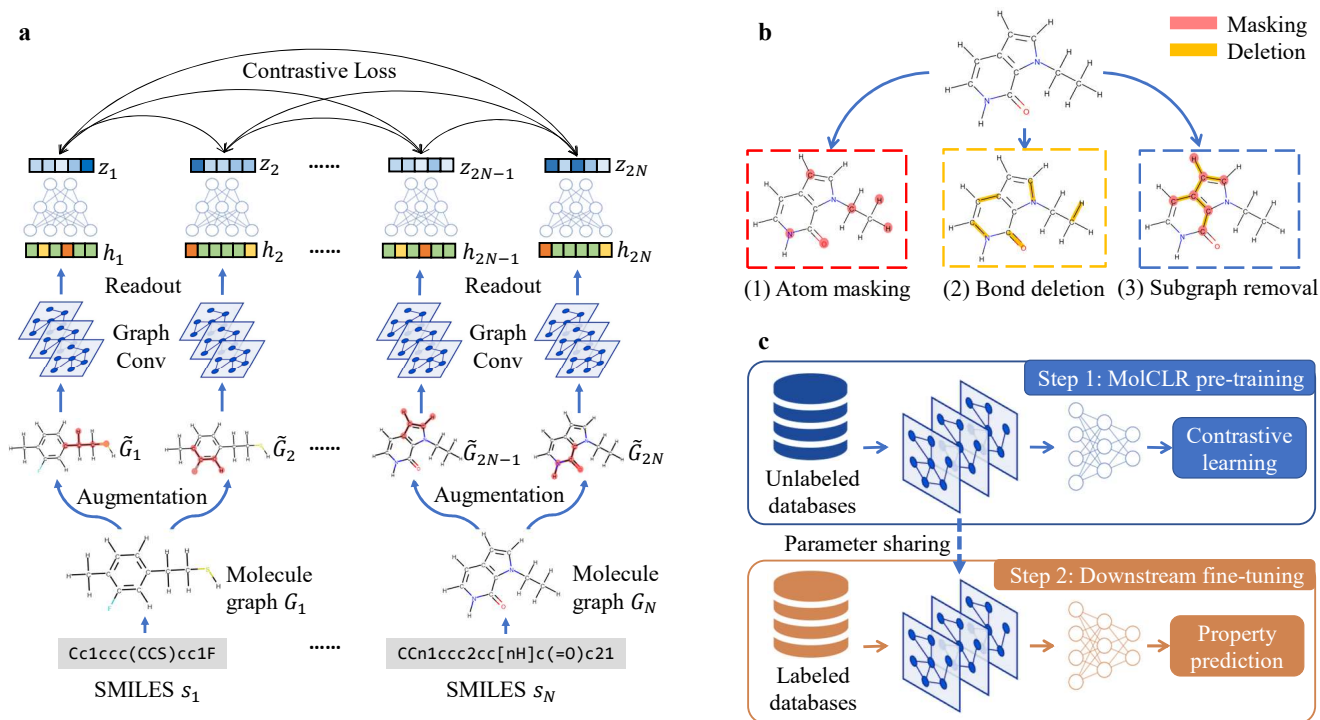 a
Contrastive Loss
z₁
z₂
......
z₂N₋₁
z₂N
h₁
h₂
......
h₂N₋₁
h₂N
Readout
Readout
Graph
Conv
Graph
Conv
G̃₁
G̃₂
......
G̃₂N₋₁
G̃₂N
Augmentation
Augmentation
Molecule
graph G₁
Molecule
graph G_N
Cc1ccc(CCS)cc1F
......
CCn1ccc2cc[nH]c(=O)c21
SMILES s₁
SMILES s_N
b
Masking
Deletion
(1) Atom masking
(2) Bond deletion
(3) Subgraph removal
c
Step 1: MolCLR pre-training
Unlabeled
databases
Contrastive
learning
Parameter sharing
Step 2: Downstream fine-tuning
Labeled
databases
Property
prediction